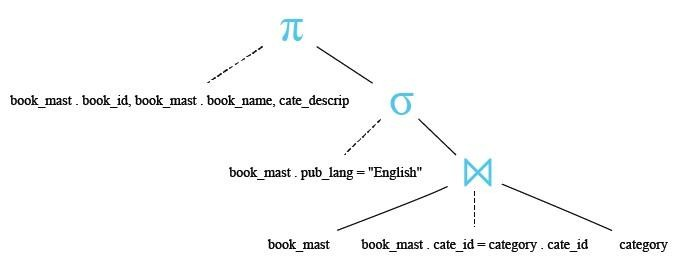 π
book_mast . book_id, book_mast . book_name, cate_descrip
σ
book_mast . pub_lang = "English"
⋈
book_mast
book_mast . cate_id = category . cate_id
category